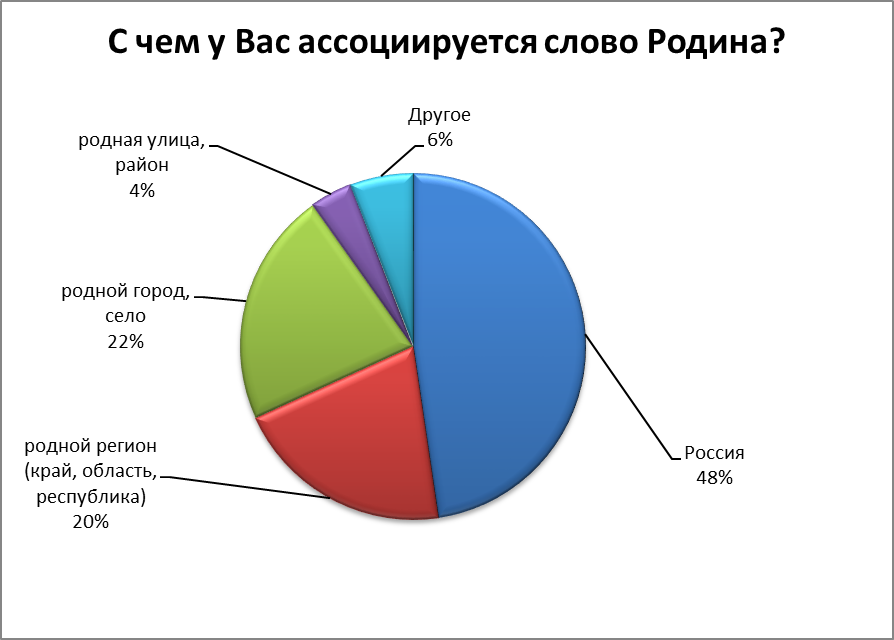 С чем у Вас ассоциируется слово Родина?
Другое
6%
родная улица,
район
4%
родной город,
село
22%
родной регион
(край, область,
республика)
20%
Россия
48%